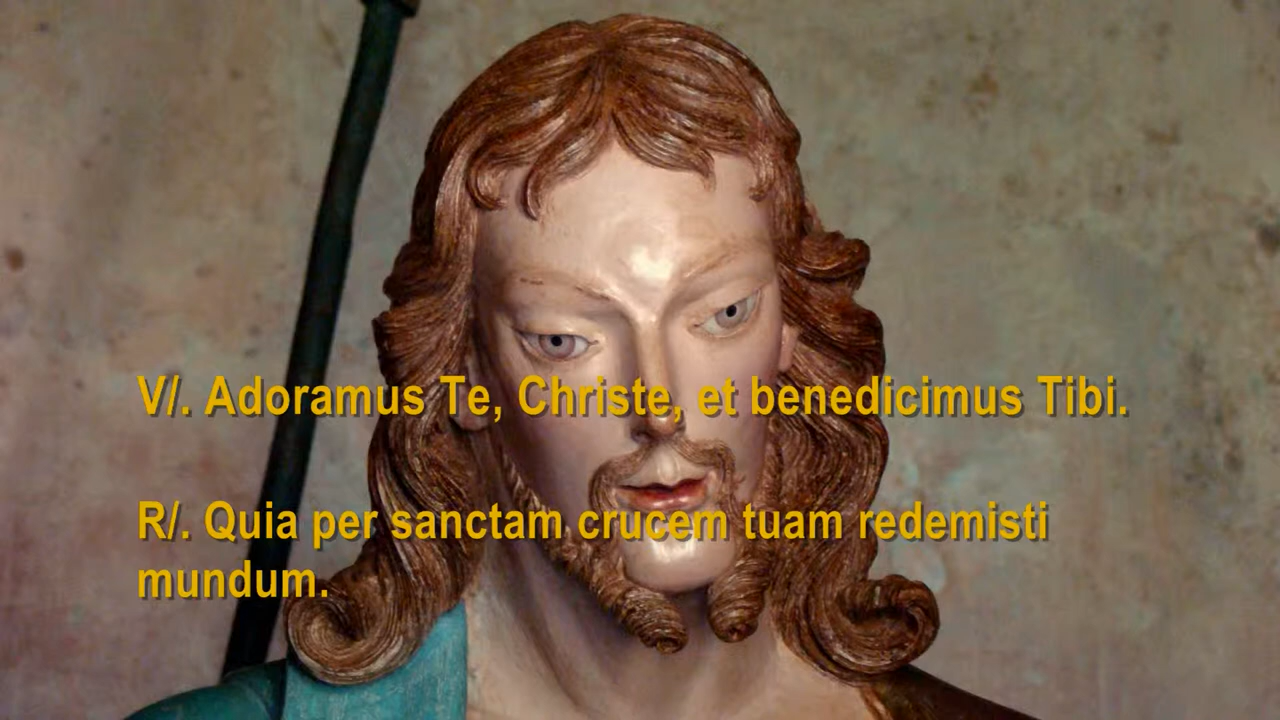 V/. Adoramus Te, Christe, et benedicimus Tibi.
R/. Quia per sanctam crucem tuam redemisti
mundum.